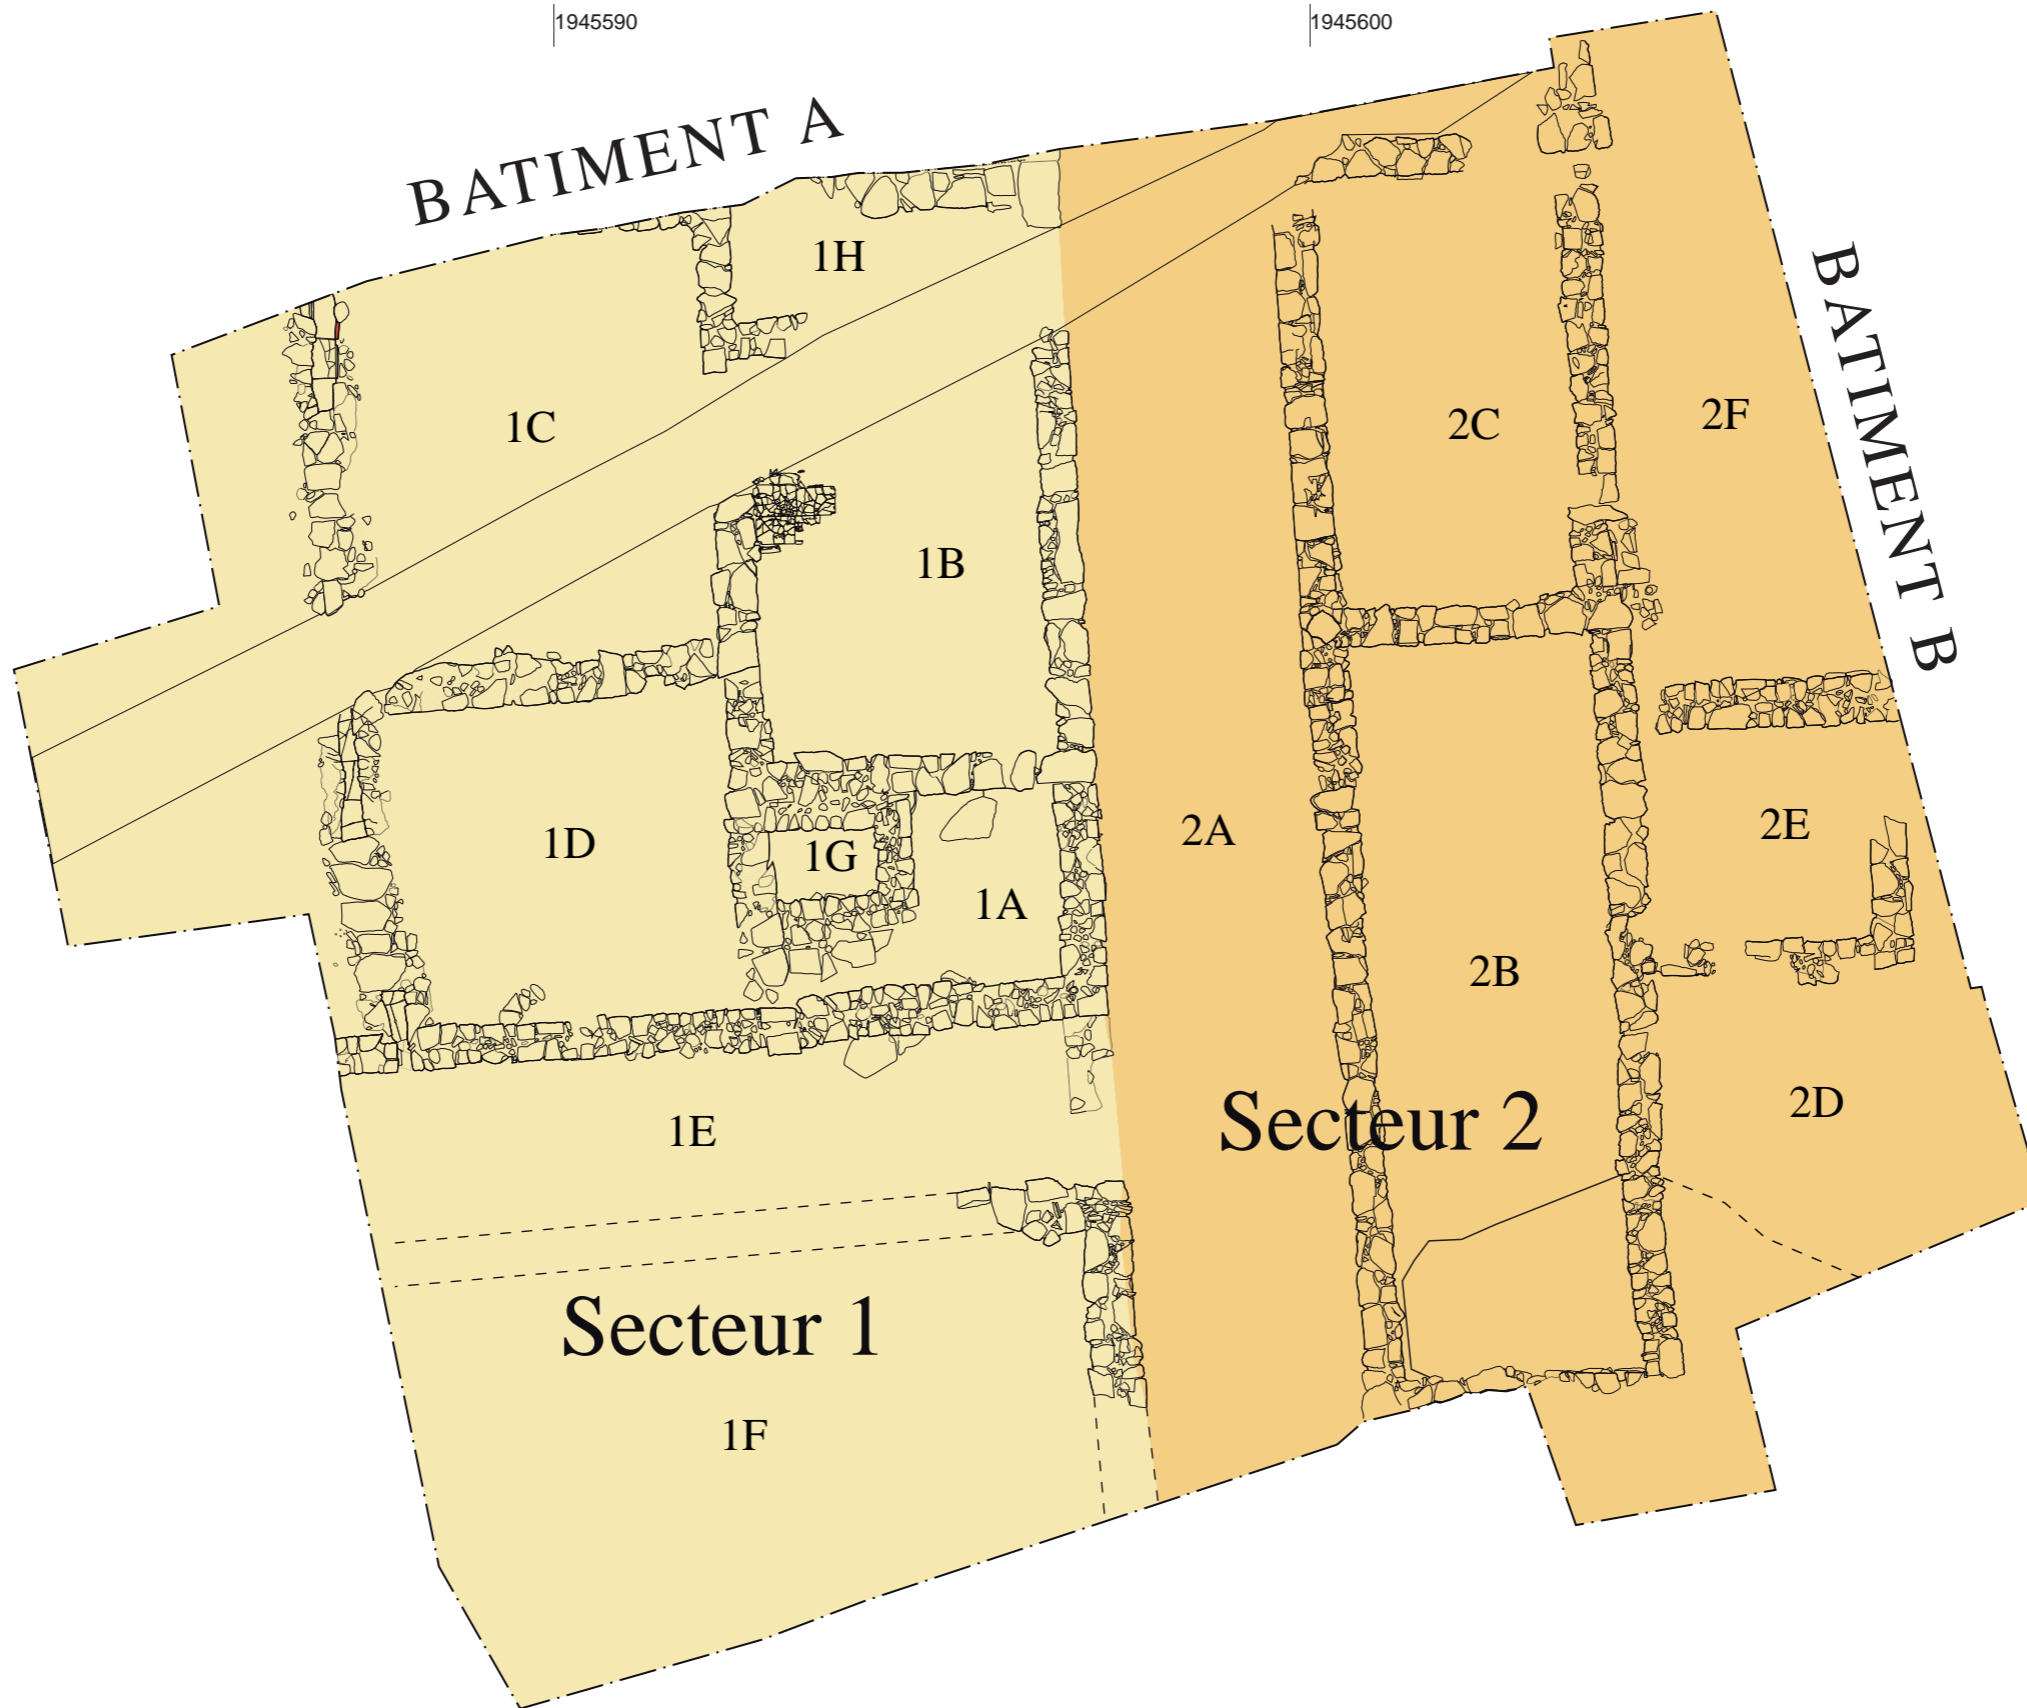 1945590
1945600
BATIMENT A
BATIMENT B
1H
1C
2C
2F
1B
2A
2E
1D
1G
1A
2B
2D
Secteur 2
1E
Secteur 1
1F